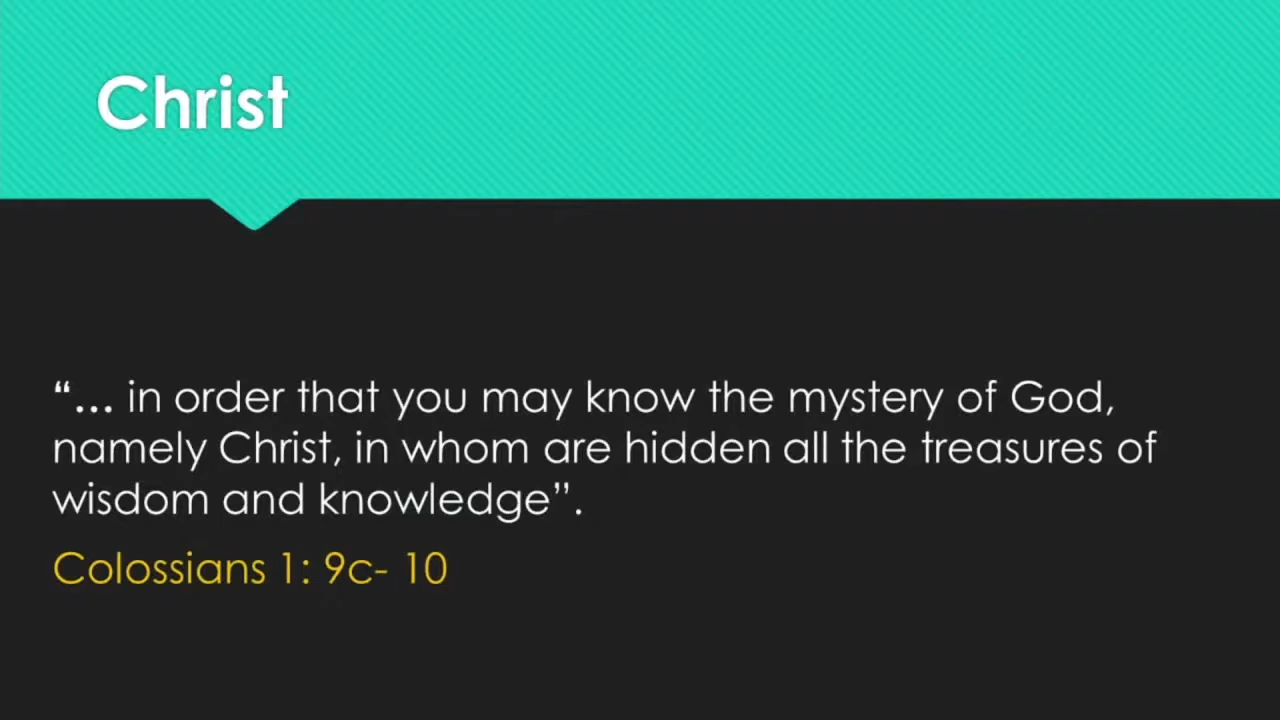 Christ
“... in order that you may know the mystery of God,
namely Christ, in whom are hidden all the treasures of
wisdom and knowledge”.
Colossians 1: 9c- 10